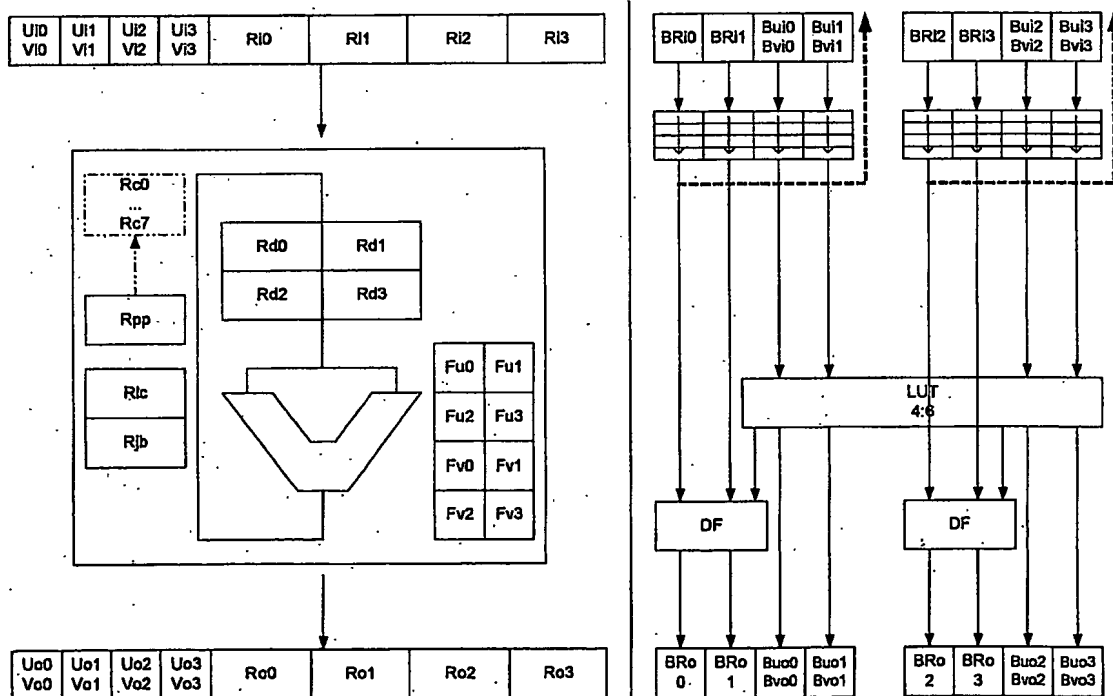 Ui0 Ui1 Ui2 Ui3
Vi0 Vi1 Vi2 Vi3
Ri0 Ri1 Ri2 Ri3
Rc0
...
Rc7
Rpp
Ric
Rjb
Rd0 Rd1
Rd2 Rd3
Fu0 Fu1
Fu2 Fu3
Fv0 Fv1
Fv2 Fv3
Uo0 Uo1 Uo2 Uo3
Vo0 Vo1 Vo2 Vo3
Ro0 Ro1 Ro2 Ro3
BRi0 BRi1
Bui0 Bui1
Bvi0 Bvi1
BRi2 BRi3
Bui2 Bui3
Bvi2 Bvi3
LUT
4:6
DF
DF
BRo BRo
0 1
Buo0 Buo1
Bvo0 Bvo1
BRo BRo
2 3
Buo2 Buo3
Bvo2 Bvo3